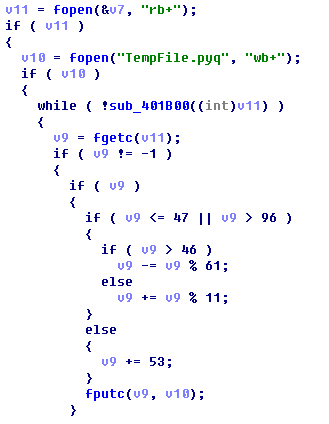 v11 = fopen(&v7, "rb+");
if ( v11 )
{
v10 = fopen("TempFile.pyq", "wb+");
if ( v10 )
{
while ( !sub_401B00((int)v11) )
{
v9 = fgetc(v11);
if ( v9 != -1 )
{
if ( v9 )
{
if ( v9 <= 47 || v9 > 96 )
{
if ( v9 > 46 )
v9 -= v9 % 61;
else
v9 += v9 % 11;
}
else
{
v9 += 53;
}
fputc(v9, v10);
}